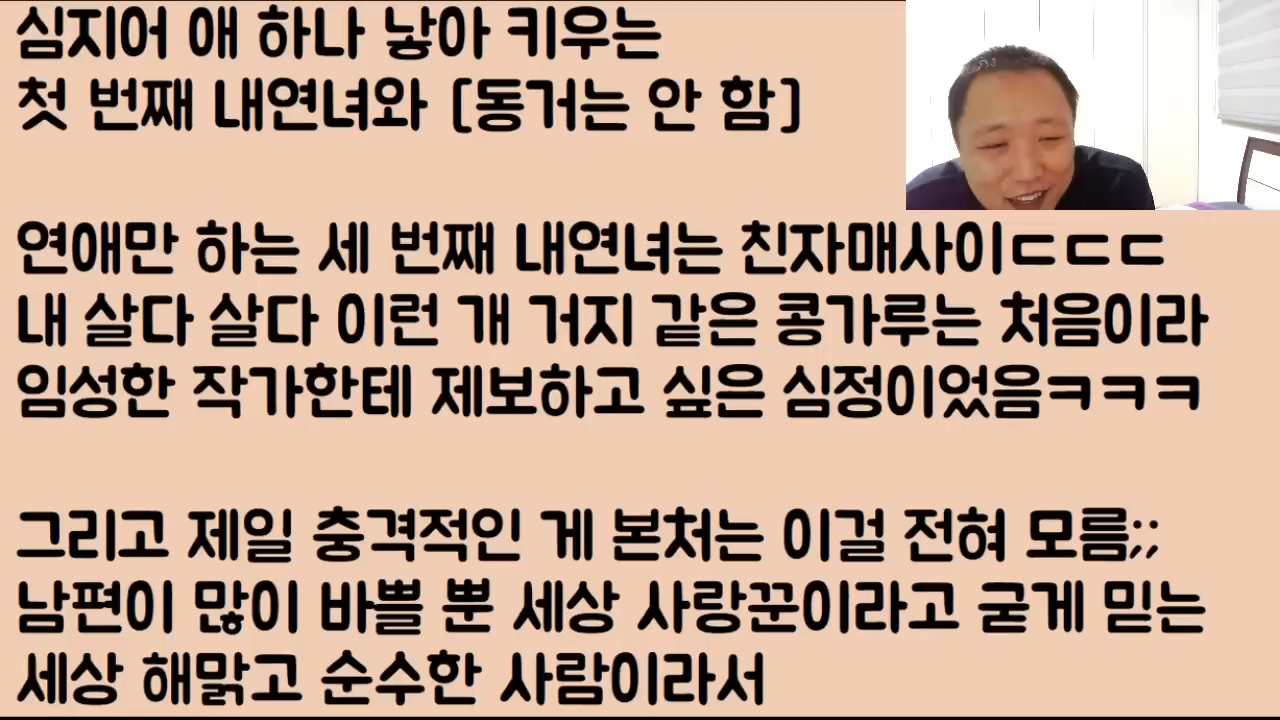 심지어 애 하나 낳아 키우는
첫 번째 내연녀와 [동거는 안 함]
연애만 하는 세 번째 내연녀는 친자매사이ㄷㄷㄷ
내 살다 살다 이런 개 거지 같은 콩가루는 처음이라
임성한 작가한테 제보하고 싶은 심정이었음ㅋㅋㅋ
그리고 제일 충격적인 게 본처는 이걸 전혀 모름;;
남편이 많이 바쁠 뿐 세상 사랑꾼이라고 굳게 믿는
세상 해맑고 순수한 사람이라서